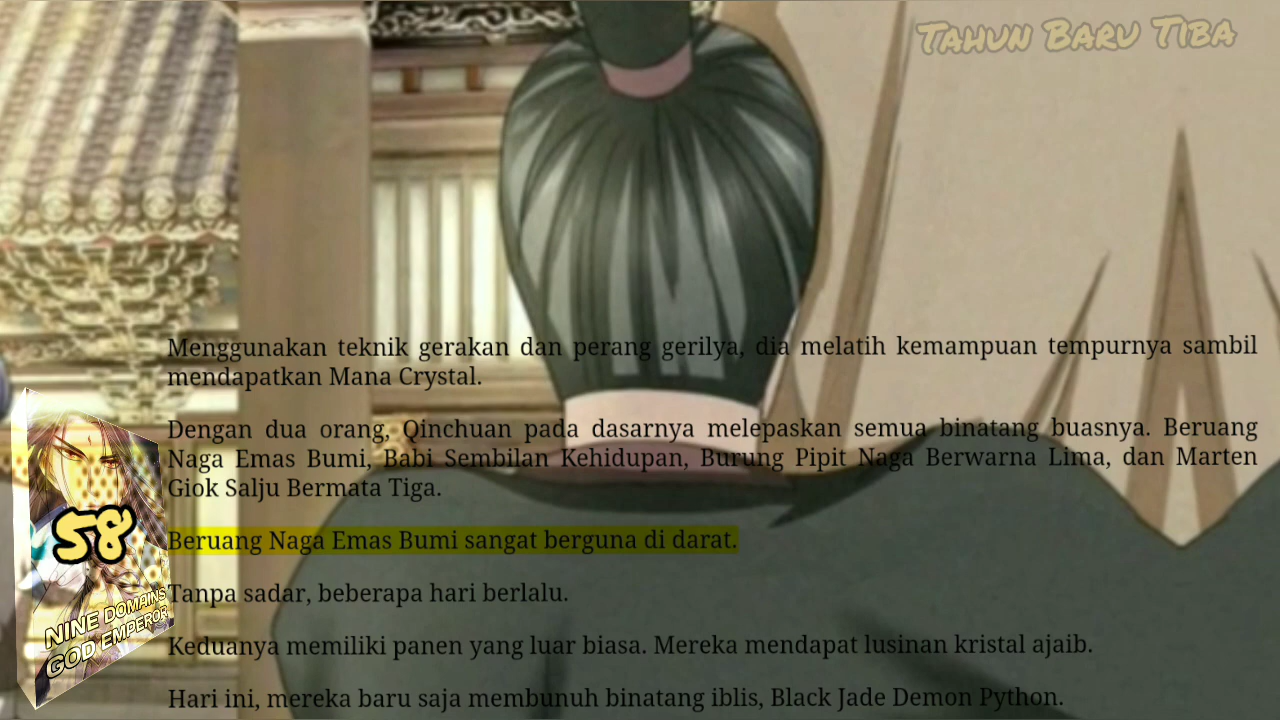 Tahun Baru Tiba
Menggunakan teknik gerakan dan perang gerilya, dia melatih kemampuan tempurnya sambil
mendapatkan Mana Crystal.
Dengan dua orang, Qinchuan pada dasarnya melepaskan semua binatang buasnya. Beruang
Naga Emas Bumi, Babi Sembilan Kehidupan, Burung Pipit Naga Berwarna Lima, dan Marten
Giok Salju Bermata Tiga.
Beruang Naga Emas Bumi sangat berguna di darat.
Tanpa sadar, beberapa hari berlalu.
Keduanya memiliki panen yang luar biasa. Mereka mendapat lusinan kristal ajaib.
Hari ini, mereka baru saja membunuh binatang iblis, Black Jade Demon Python.
58
NINE DOMAINS
GOD EMPEROR